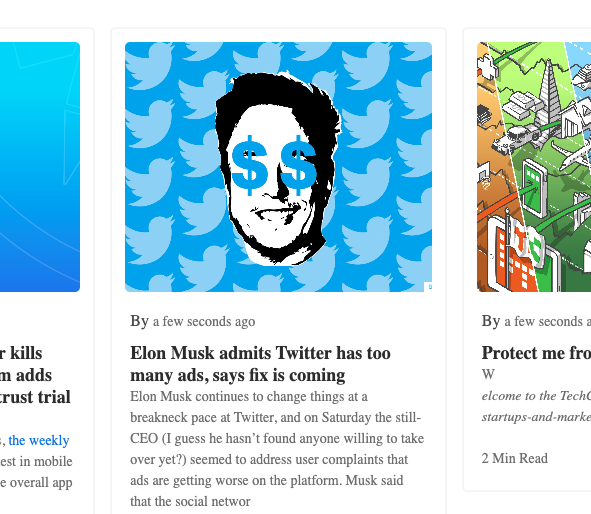 r kills
m adds
trust trial
s, the weekly
est in mobile
e overall app
$ $
By a few seconds ago
Elon Musk admits Twitter has too
many ads, says fix is coming
Elon Musk continues to change things at a
breakneck pace at Twitter, and on Saturday the still-
CEO (I guess he hasn’t found anyone willing to take
over yet?) seemed to address user complaints that
ads are getting worse on the platform. Musk said
that the social networ
By a few seconds a
Protect me fro
W
elcome to the TechC
startups-and-marke
2 Min Read